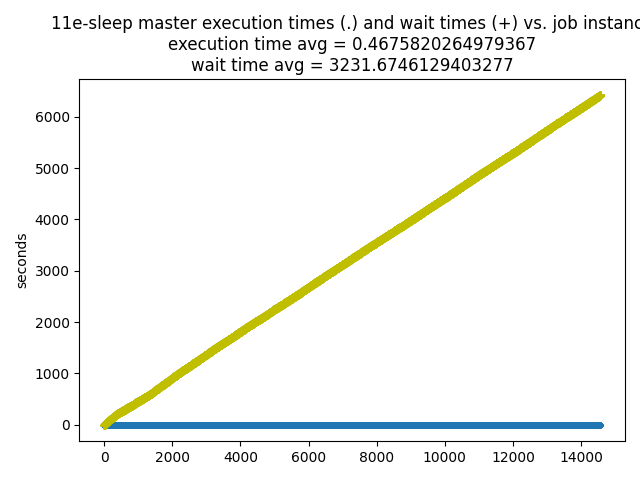 11e-sleep master execution times (.) and wait times (+) vs. job instanc
execution time avg = 0.4675820264979367
wait time avg = 3231.6746129403277
6000
5000
4000
3000
2000
1000
0
seconds
0 2000 4000 6000 8000 10000 12000 14000